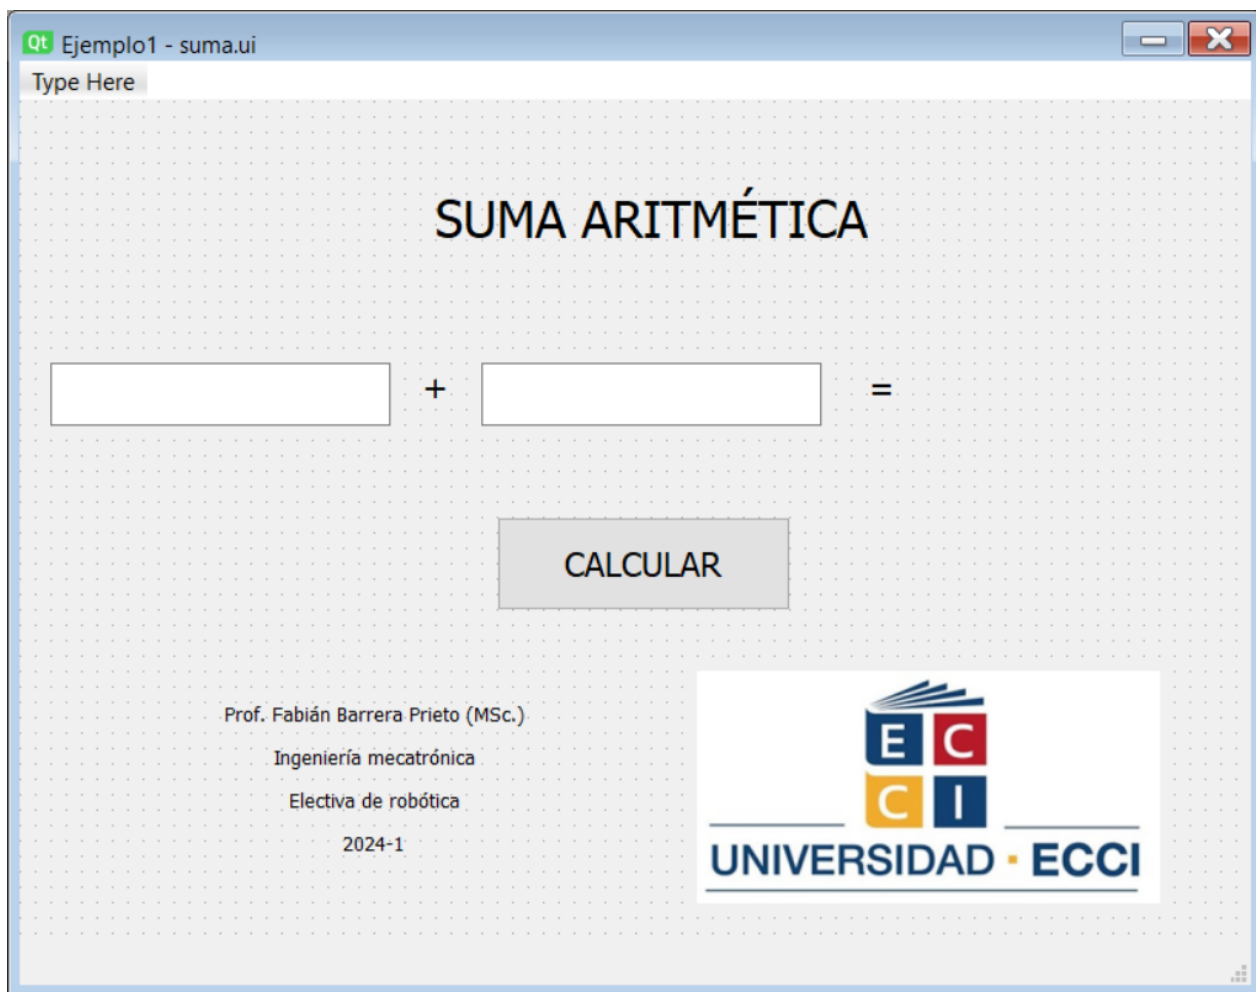 Qt Ejemplo1 - suma.ui
Type Here
SUMA ARITMÉTICA
+ =
CALCULAR
Prof. Fabián Barrera Prieto (MSc.)
Ingeniería mecatrónica
Electiva de robótica
2024-1
E C
C I
UNIVERSIDAD · ECCI